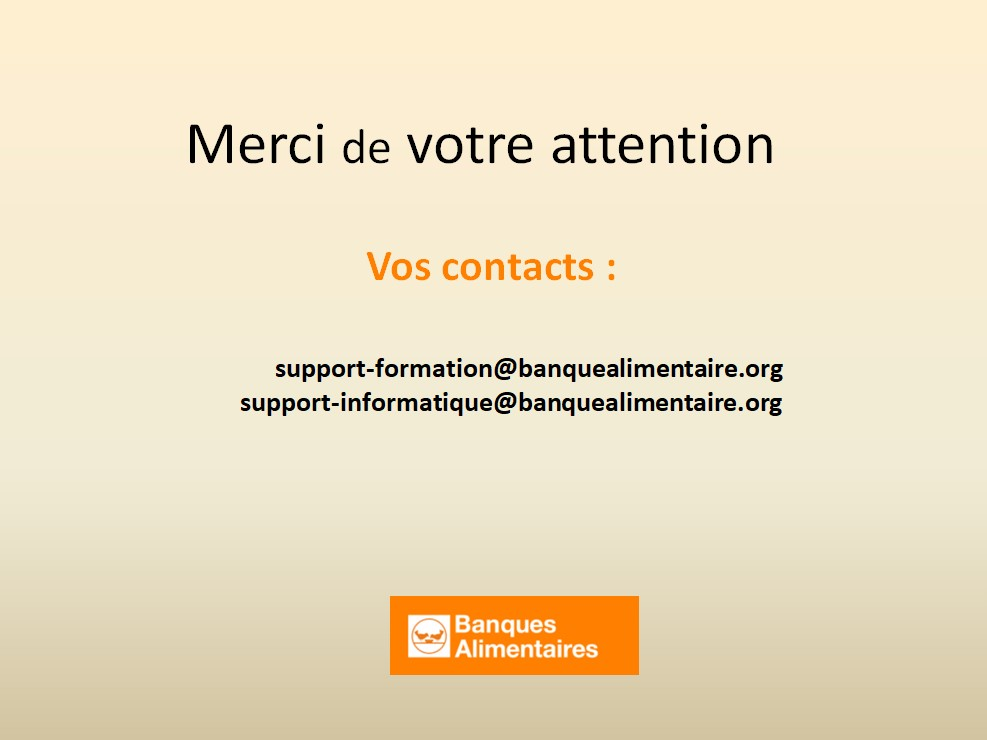 Merci de votre attention
Vos contacts :
support-formation@banquealimentaire.org
support-informatique@banquealimentaire.org
Banques
Alimentaires